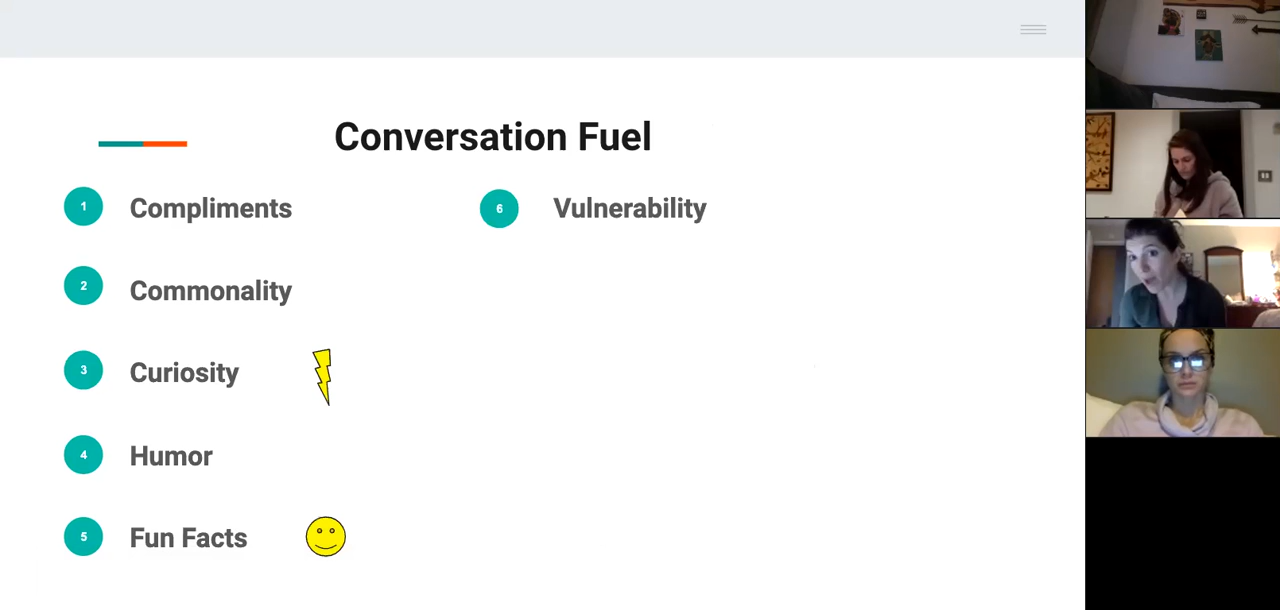 Conversation Fuel
1 Compliments
2 Commonality
3 Curiosity
4 Humor
5 Fun Facts
6 Vulnerability